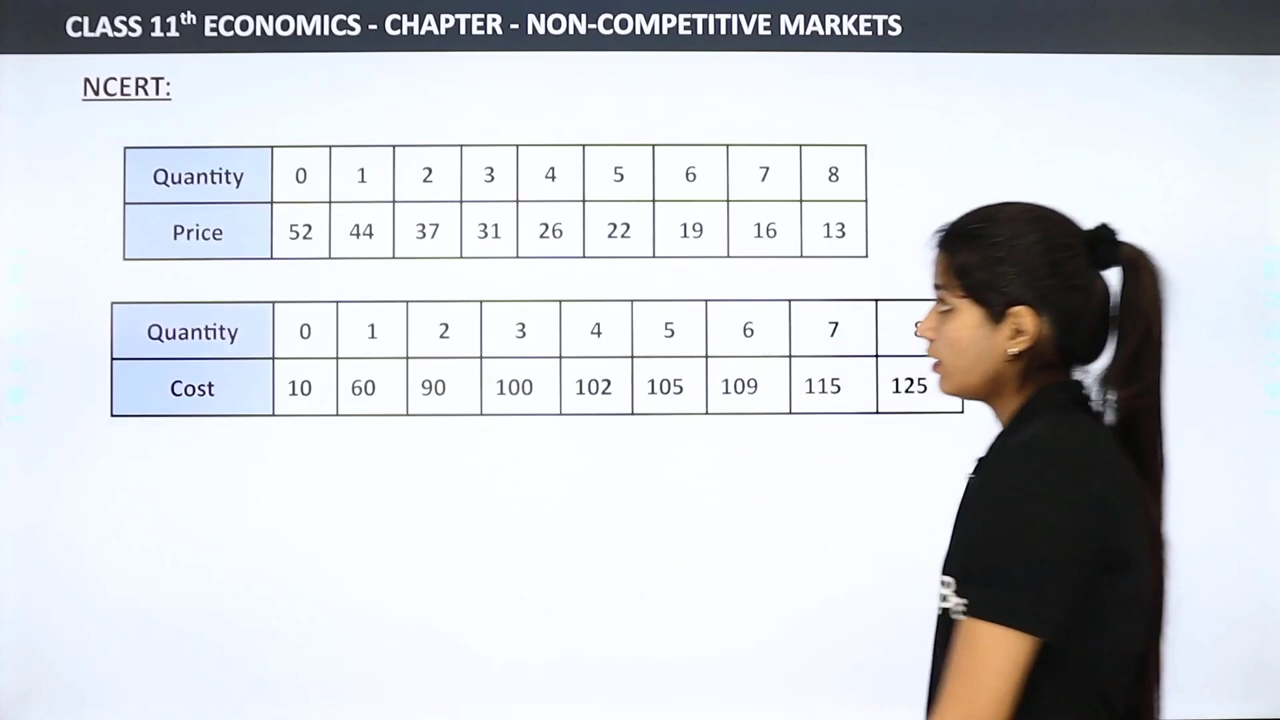 CLASS 11th ECONOMICS - CHAPTER - NON-COMPETITIVE MARKETS
NCERT:
Quantity 0 1 2 3 4 5 6 7 8
Price 52 44 37 31 26 22 19 16 13
Quantity 0 1 2 3 4 5 6 7
Cost 10 60 90 100 102 105 109 115 125